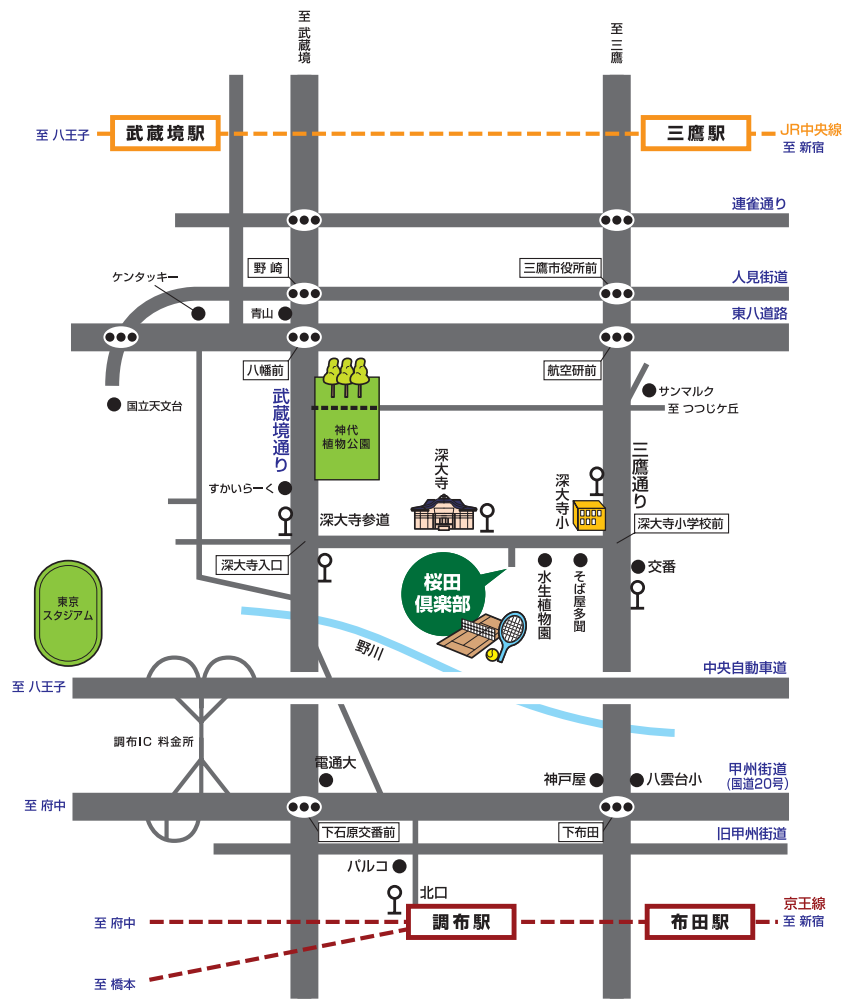 至 武蔵境
至 三鷹
至 八王子
武蔵境駅
三鷹駅
JR中央線
至 新宿
連雀通り
野崎
三鷹市役所前
人見街道
ケンタッキー
青山
東八道路
八幡前
航空研前
国立天文台
武蔵境通り
サンマルク
至 つつじケ丘
神代
植物公園
三鷹通り
深大寺
すかいらーく
深大寺小
深大寺参道
深大寺小学校前
深大寺入口
交番
桜田
倶楽部
水生植物園
そば屋多聞
東京
スタジアム
野川
中央自動車道
至 八王子
調布IC 料金所
電通大
神戸屋
八雲台小
甲州街道
(国道20号)
至 府中
下石原交番前
下布田
旧甲州街道
パルコ
北口
調布駅
布田駅
京王線
至 新宿
至 府中
至 橋本